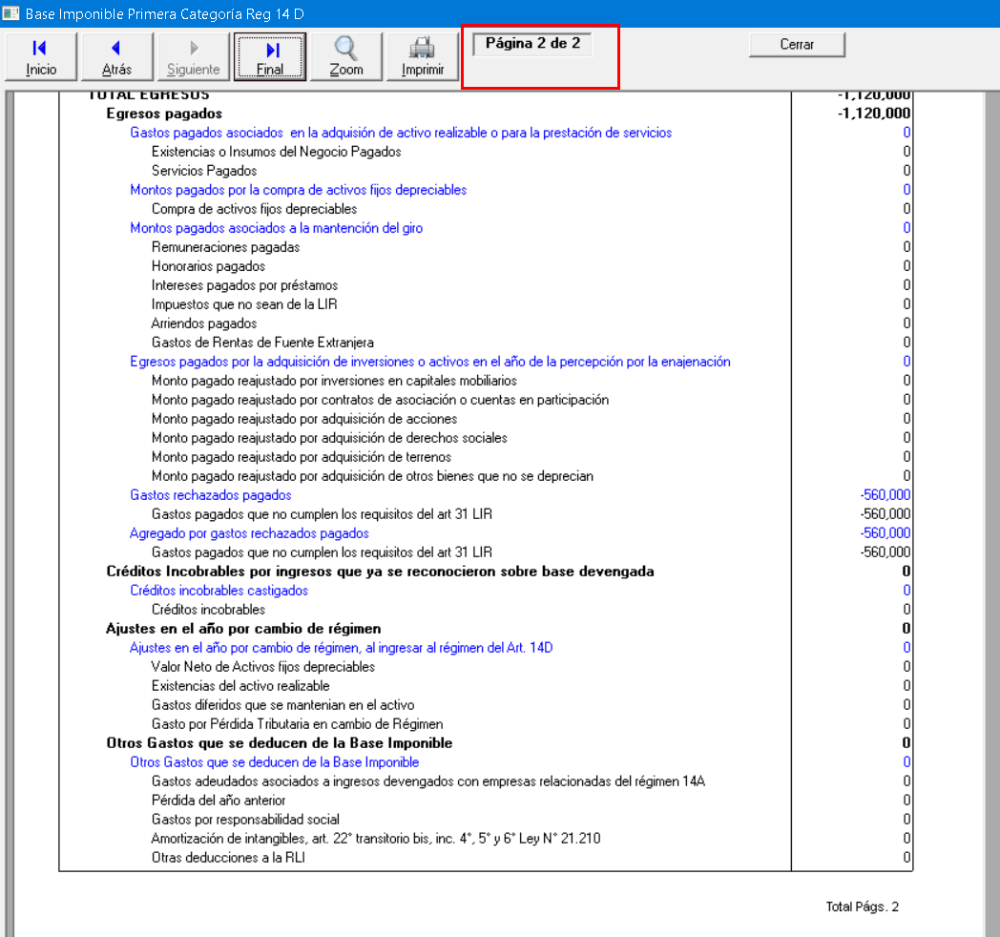 Base Imponible Primera Categoría Reg 14 D
Inicio Atrás Siguiente Final Zoom Imprimir Página 2 de 2 Cerrar
TOTAL EGRESOS -1,120,000
Egresos pagados -1,120,000
Gastos pagados asociados en la adquisión de activo realizable o para la prestación de servicios 0
Existencias o Insumos del Negocio Pagados 0
Servicios Pagados 0
Montos pagados por la compra de activos fijos depreciables 0
Compra de activos fijos depreciables 0
Montos pagados asociados a la mantención del giro 0
Remuneraciones pagadas 0
Honorarios pagados 0
Intereses pagados por préstamos 0
Impuestos que no sean de la LIR 0
Arriendos pagados 0
Gastos de Rentas de Fuente Extranjera 0
Egresos pagados por la adquisición de inversiones o activos en el año de la percepción por la enajenación 0
Monto pagado reajustado por inversiones en capitales mobiliarios 0
Monto pagado reajustado por contratos de asociación o cuentas en participación 0
Monto pagado reajustado por adquisición de acciones 0
Monto pagado reajustado por adquisición de derechos sociales 0
Monto pagado reajustado por adquisición de terrenos 0
Monto pagado reajustado por adquisición de otros bienes que no se deprecian 0
Gastos rechazados pagados -560,000
Gastos pagados que no cumplen los requisitos del art 31 LIR -560,000
Agregado por gastos rechazados pagados -560,000
Gastos pagados que no cumplen los requisitos del art 31 LIR -560,000
Créditos Incobrables por ingresos que ya se reconocieron sobre base devengada 0
Créditos incobrables castigados 0
Créditos incobrables 0
Ajustes en el año por cambio de régimen 0
Ajustes en el año por cambio de régimen, al ingresar al régimen del Art. 14D 0
Valor Neto de Activos fijos depreciables 0
Existencias del activo realizable 0
Gastos diferidos que se mantenian en el activo 0
Gasto por Pérdida Tributaria en cambio de Régimen 0
Otros Gastos que se deducen de la Base Imponible 0
Otros Gastos que se deducen de la Base Imponible 0
Gastos adeudados asociados a ingresos devengados con empresas relacionadas del régimen 14A 0
Pérdida del año anterior 0
Gastos por responsabilidad social 0
Amortización de intangibles, art. 22° transitorio bis, inc. 4°, 5° y 6° Ley N° 21.210 0
Otras deducciones a la RLI 0
Total Págs. 2